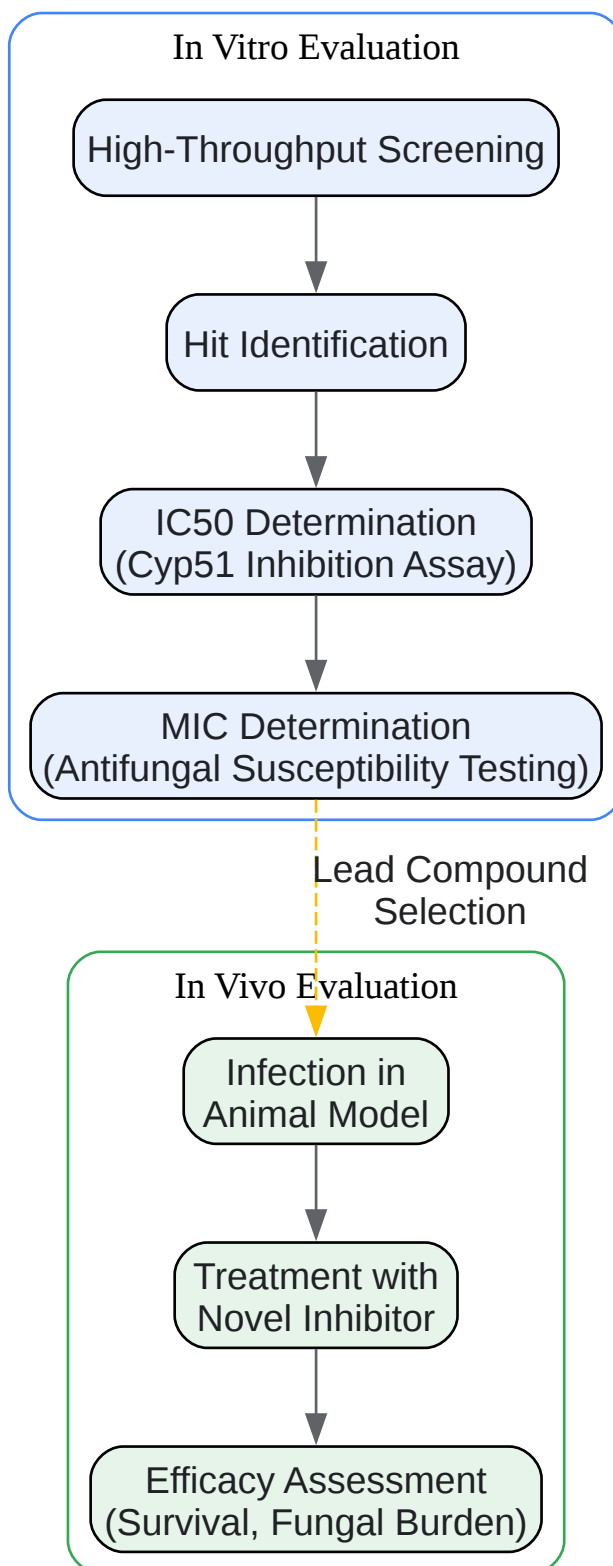 In Vitro Evaluation
High-Throughput Screening
Hit Identification
IC50 Determination
(Cyp51 Inhibition Assay)
MIC Determination
(Antifungal Susceptibility Testing)
Lead Compound
Selection
In Vivo Evaluation
Infection in
Animal Model
Treatment with
Novel Inhibitor
Efficacy Assessment
(Survival, Fungal Burden)